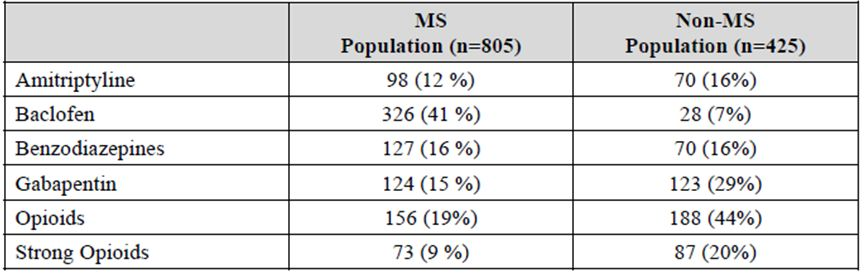 MS Non-MS
Population (n=805) Population (n=425)
Amitriptyline 98 (12 %) 70 (16%)
Baclofen 326 (41 %) 28 (7%)
Benzodiazepines 127 (16 %) 70 (16%)
Gabapentin 124 (15 %) 123 (29%)
Opioids 156 (19%) 188 (44%)
Strong Opioids 73 (9 %) 87 (20%)